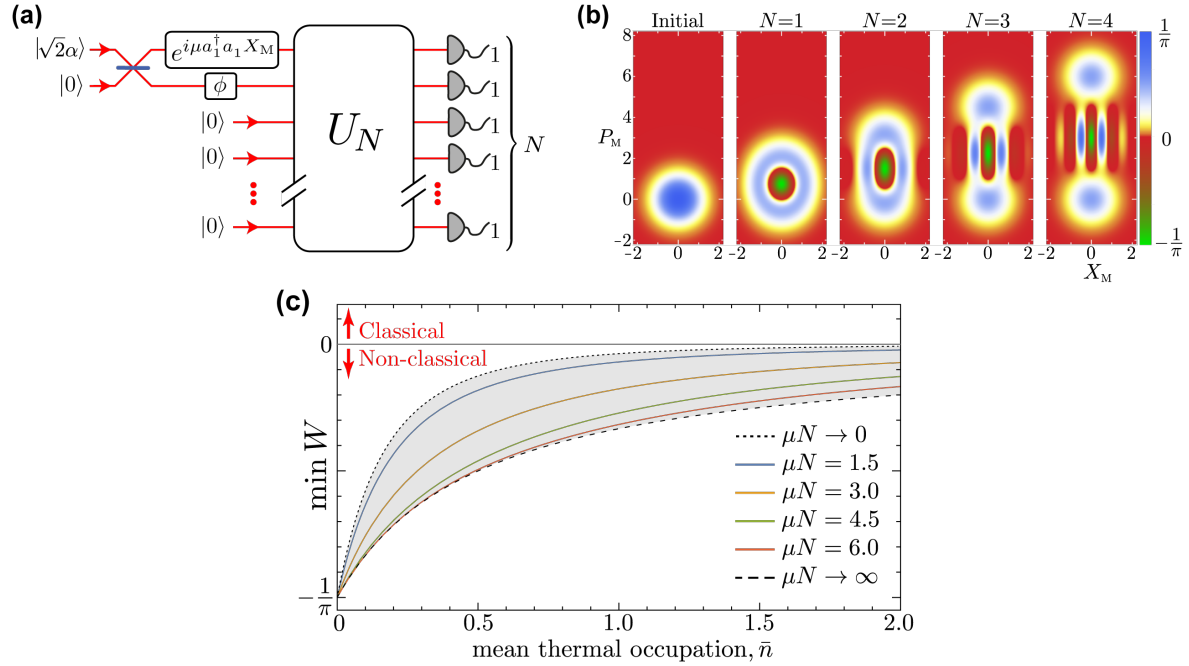 (a)
|√2α⟩
e^{iμa₁†a₁X_M}
|0⟩
ϕ
|0⟩
|0⟩
|0⟩
U_N
1
1
1
1
1
N
(b)
Initial
N=1
N=2
N=3
N=4
P_M
8
6
4
2
0
−2
−2 0 2
−2 0 2
−2 0 2
−2 0 2
−2 0 2
X_M
1/π
0
−1/π
(c)
Classical
Non-classical
min W
0
−1/π
0 0.5 1.0 1.5 2.0
mean thermal occupation, n̄
μN → 0
μN = 1.5
μN = 3.0
μN = 4.5
μN = 6.0
μN → ∞